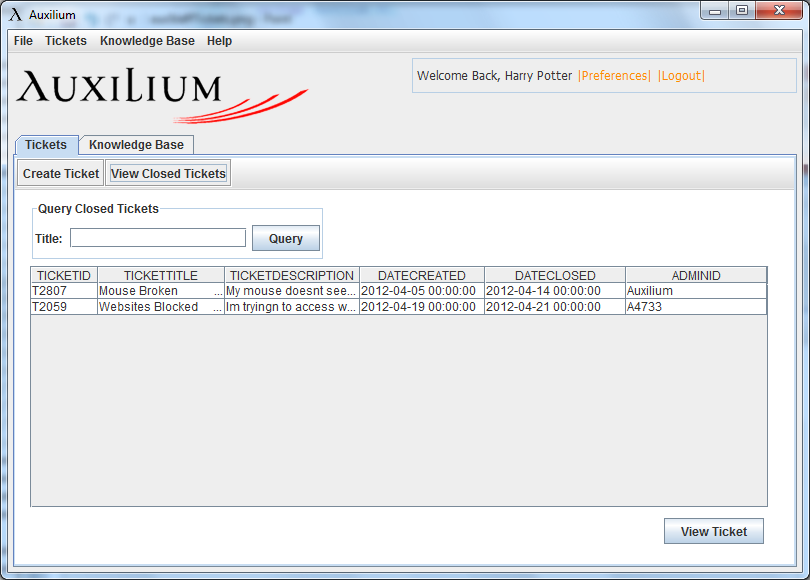 Auxilium
File Tickets Knowledge Base Help
AUXILIUM
Welcome Back, Harry Potter |Preferences| |Logout|
Tickets Knowledge Base
Create Ticket View Closed Tickets
Query Closed Tickets
Title: Query
TICKETID TICKETTITLE TICKETDESCRIPTION DATECREATED DATECLOSED ADMINID
T2807 Mouse Broken ... My mouse doesnt see... 2012-04-05 00:00:00 2012-04-14 00:00:00 Auxilium
T2059 Websites Blocked ... Im tryingn to access w... 2012-04-19 00:00:00 2012-04-21 00:00:00 A4733
View Ticket